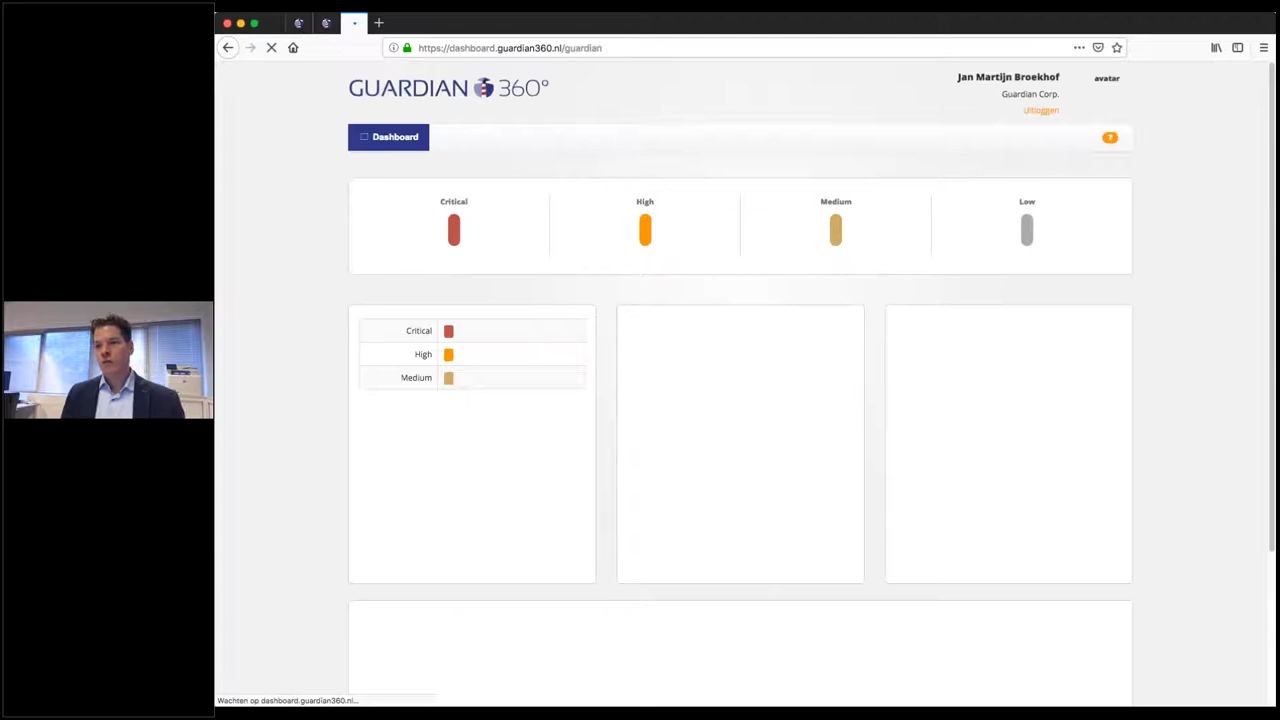 https://dashboard.guardian360.nl/guardian
GUARDIAN 360°
Jan Martijn Broekhof
avatar
Guardian Corp.
Uitloggen
Dashboard
?
Critical
High
Medium
Low
Critical
High
Medium
Wachten op dashboard.guardian360.nl...